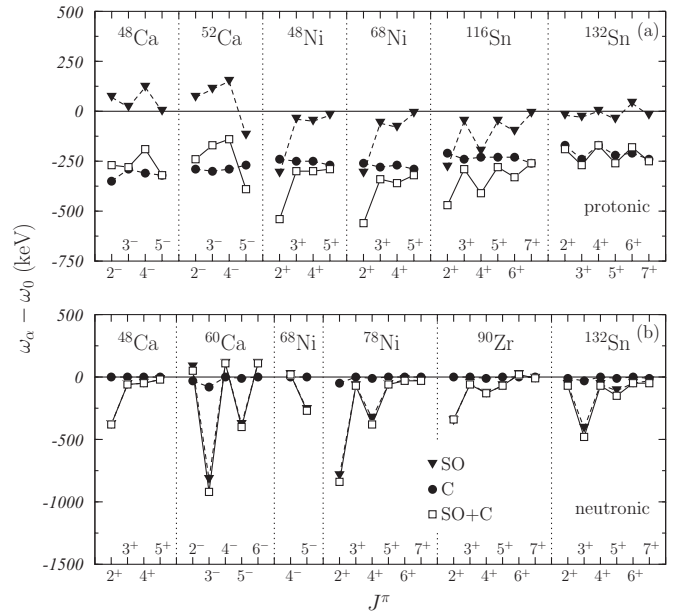 500
250
0
-250
-500
-750
⁴⁸Ca ⁵²Ca ⁴⁸Ni ⁶⁸Ni ¹¹⁶Sn ¹³²Sn (a)
protonic
3⁻ 5⁻ 3⁻ 5⁻ 3⁺ 5⁺ 3⁺ 5⁺ 3⁺ 5⁺ 7⁺ 2⁺ 4⁺ 6⁺
2⁻ 4⁻ 2⁻ 4⁻ 2⁺ 4⁺ 2⁺ 4⁺ 2⁺ 4⁺ 6⁺ 3⁺ 5⁺ 7⁺
ωα − ω0 (keV)
500
0
-500
-1000
-1500
⁴⁸Ca ⁶⁰Ca ⁶⁸Ni ⁷⁸Ni ⁹⁰Zr ¹³²Sn (b)
SO
C
SO+C
neutronic
3⁺ 5⁺ 2⁻ 4⁻ 6⁻ 5⁻ 3⁺ 5⁺ 7⁺ 3⁺ 5⁺ 7⁺ 3⁺ 5⁺ 7⁺
2⁺ 4⁺ 3⁻ 5⁻ 4⁻ 2⁺ 4⁺ 6⁺ 2⁺ 4⁺ 6⁺ 2⁺ 4⁺ 6⁺
Jπ